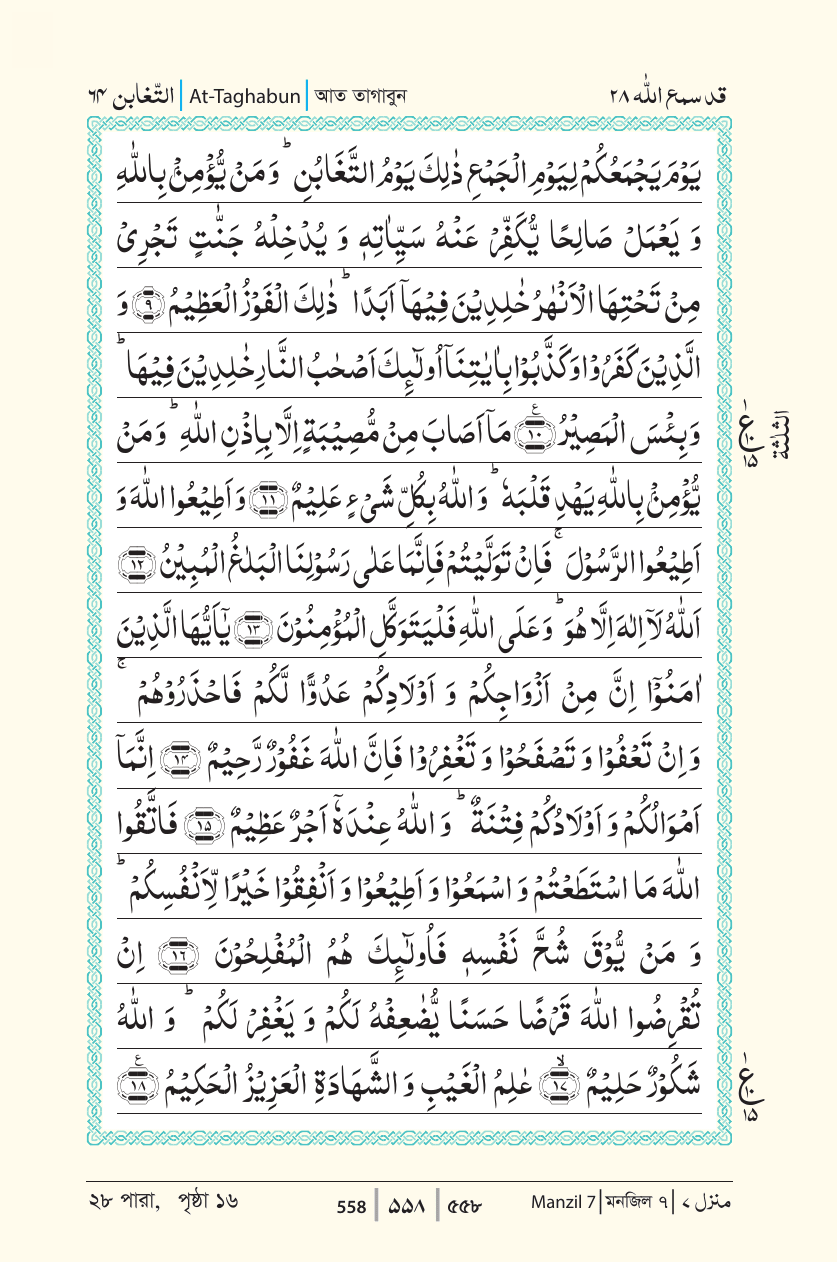 قد سمع الله ٢٨
আত তাগাবুন | At-Taghabun | التّغابن ٦٤
يَوْمَ يَجْمَعُكُمْ لِيَوْمِ الْجَمْعِ ذٰلِكَ يَوْمُ التَّغَابُنِ ؕ وَ مَنْ يُّؤْمِنْۢ بِاللّٰهِ
وَ يَعْمَلْ صَالِحًا يُّكَفِّرْ عَنْهُ سَيِّاٰتِهٖ وَ يُدْخِلْهُ جَنّٰتٍ تَجْرِیْ
مِنْ تَحْتِهَا الْاَنْهٰرُ خٰلِدِیْنَ فِیْهَاۤ اَبَدًا ؕ ذٰلِكَ الْفَوْزُ الْعَظِیْمُ ﴿۹﴾ وَ
الَّذِیْنَ كَفَرُوْا وَ كَذَّبُوْا بِاٰیٰتِنَاۤ اُولٰٓىِٕكَ اَصْحٰبُ النَّارِ خٰلِدِیْنَ فِیْهَا ؕ
وَ بِئْسَ الْمَصِیْرُ ﴿۱۰﴾ع مَاۤ اَصَابَ مِنْ مُّصِیْبَةٍ اِلَّا بِاِذْنِ اللّٰهِ ؕ وَ مَنْ
ع ١٥
الثلثة
یُّؤْمِنْۢ بِاللّٰهِ یَهْدِ قَلْبَهٗ ؕ وَ اللّٰهُ بِكُلِّ شَیْءٍ عَلِیْمٌ ﴿۱۱﴾ وَ اَطِیْعُوا اللّٰهَ وَ
اَطِیْعُوا الرَّسُوْلَ ۚ فَاِنْ تَوَلَّیْتُمْ فَاِنَّمَا عَلٰی رَسُوْلِنَا الْبَلٰغُ الْمُبِیْنُ ﴿۱۲﴾
اَللّٰهُ لَاۤ اِلٰهَ اِلَّا هُوَ ؕ وَ عَلَی اللّٰهِ فَلْیَتَوَكَّلِ الْمُؤْمِنُوْنَ ﴿۱۳﴾ یٰۤاَیُّهَا الَّذِیْنَ
اٰمَنُوْۤا اِنَّ مِنْ اَزْوَاجِكُمْ وَ اَوْلَادِكُمْ عَدُوًّا لَّكُمْ فَاحْذَرُوْهُمْ ۚ
وَ اِنْ تَعْفُوْا وَ تَصْفَحُوْا وَ تَغْفِرُوْا فَاِنَّ اللّٰهَ غَفُوْرٌ رَّحِیْمٌ ﴿۱۴﴾ اِنَّمَاۤ
اَمْوَالُكُمْ وَ اَوْلَادُكُمْ فِتْنَةٌ ؕ وَ اللّٰهُ عِنْدَهٗۤ اَجْرٌ عَظِیْمٌ ﴿۱۵﴾ فَاتَّقُوا
اللّٰهَ مَا اسْتَطَعْتُمْ وَ اسْمَعُوْا وَ اَطِیْعُوْا وَ اَنْفِقُوْا خَیْرًا لِّاَنْفُسِكُمْ ؕ
وَ مَنْ یُّوْقَ شُحَّ نَفْسِهٖ فَاُولٰٓىِٕكَ هُمُ الْمُفْلِحُوْنَ ﴿۱۶﴾ اِنْ
تُقْرِضُوا اللّٰهَ قَرْضًا حَسَنًا یُّضٰعِفْهُ لَكُمْ وَ یَغْفِرْ لَكُمْ ؕ وَ اللّٰهُ
شَكُوْرٌ حَلِیْمٌ ﴿۱۷﴾ۙ عٰلِمُ الْغَیْبِ وَ الشَّهَادَةِ الْعَزِیْزُ الْحَكِیْمُ ﴿۱۸﴾ع
ع ١٥
২৮ পারা, পৃষ্ঠা ১৬
558 | ۵۵۸ | ৫৫৮
Manzil 7 | মনজিল ৭ | منزل ۷